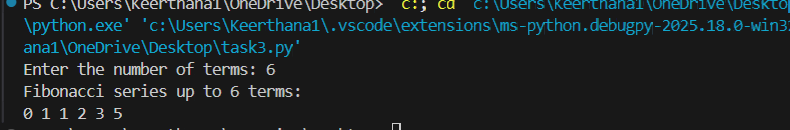 PS C:\Users\Keerthana1\OneDrive\Desktop> c:; cd 'c:\Users\Keerthana1\OneDrive\Desktop
\python.exe' 'c:\Users\Keerthana1\.vscode\extensions\ms-python.debugpy-2025.18.0-win32
ana1\OneDrive\Desktop\task3.py'
Enter the number of terms: 6
Fibonacci series up to 6 terms:
0 1 1 2 3 5